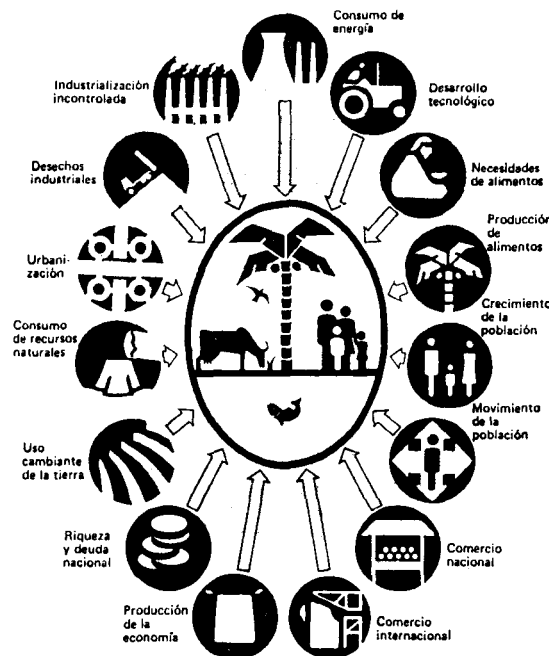 Consumo de
energía
Industrialización
incontrolada
Desarrollo
tecnológico
Desechos
industriales
Necesidades
de alimentos
Producción
de
alimentos
Urbani-
zación
Crecimiento
de la
población
Consumo
de recursos
naturales
Movimiento
de la
población
Uso
cambiante
de la tierra
Riqueza
y deuda
nacional
Comercio
nacional
Producción
de la
economía
Comercio
internacional